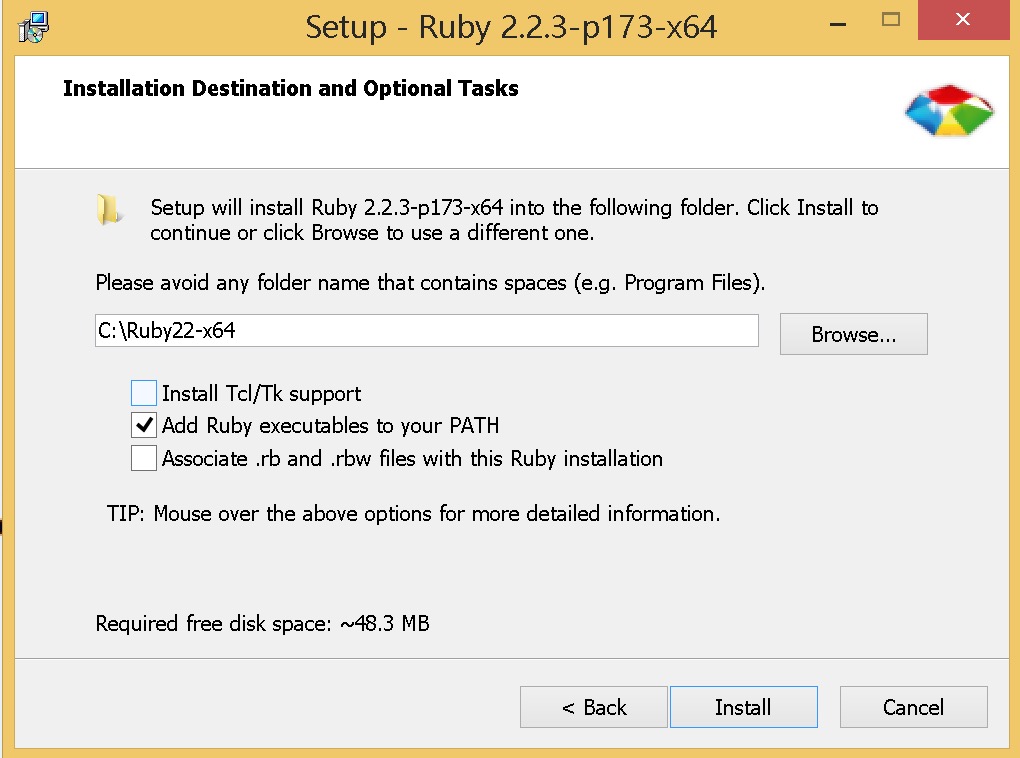 Setup - Ruby 2.2.3-p173-x64
Installation Destination and Optional Tasks
Setup will install Ruby 2.2.3-p173-x64 into the following folder. Click Install to
continue or click Browse to use a different one.
Please avoid any folder name that contains spaces (e.g. Program Files).
C:\Ruby22-x64
Browse...
Install Tcl/Tk support
Add Ruby executables to your PATH
Associate .rb and .rbw files with this Ruby installation
TIP: Mouse over the above options for more detailed information.
Required free disk space: ~48.3 MB
< Back
Install
Cancel